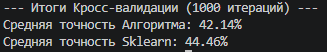 --- Итоги Кросс-валидации (1000 итераций) ---
Средняя точность Алгоритма: 42.14%
Средняя точность Sklearn: 44.46%